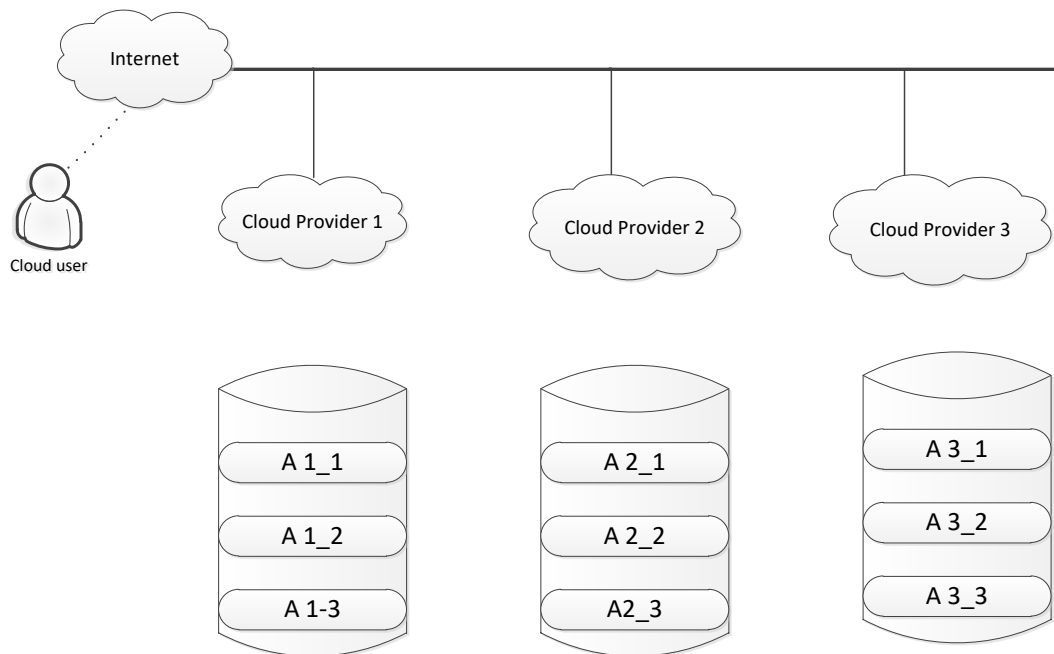 Internet
Cloud user
Cloud Provider 1
Cloud Provider 2
Cloud Provider 3
A 1_1
A 1_2
A 1-3
A 2_1
A 2_2
A2_3
A 3_1
A 3_2
A 3_3